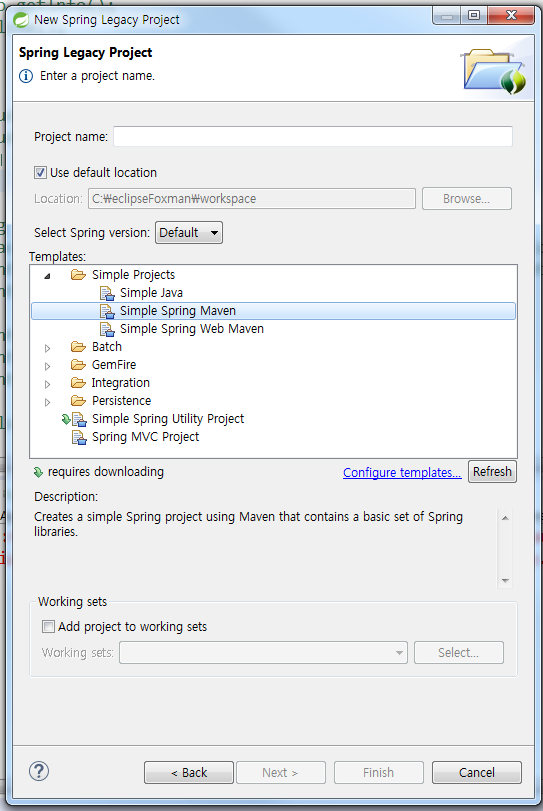 p.getInfo();
New Spring Legacy Project
Spring Legacy Project
Enter a project name.
Project name:
Use default location
Location: C:₩eclipseFoxman₩workspace Browse...
Select Spring version: Default
Templates:
Simple Projects
Simple Java
Simple Spring Maven
Simple Spring Web Maven
Batch
GemFire
Integration
Persistence
Simple Spring Utility Project
Spring MVC Project
requires downloading Configure templates... Refresh
Description:
Creates a simple Spring project using Maven that contains a basic set of Spring
libraries.
Working sets
Add project to working sets
Working sets: Select...
? < Back Next > Finish Cancel